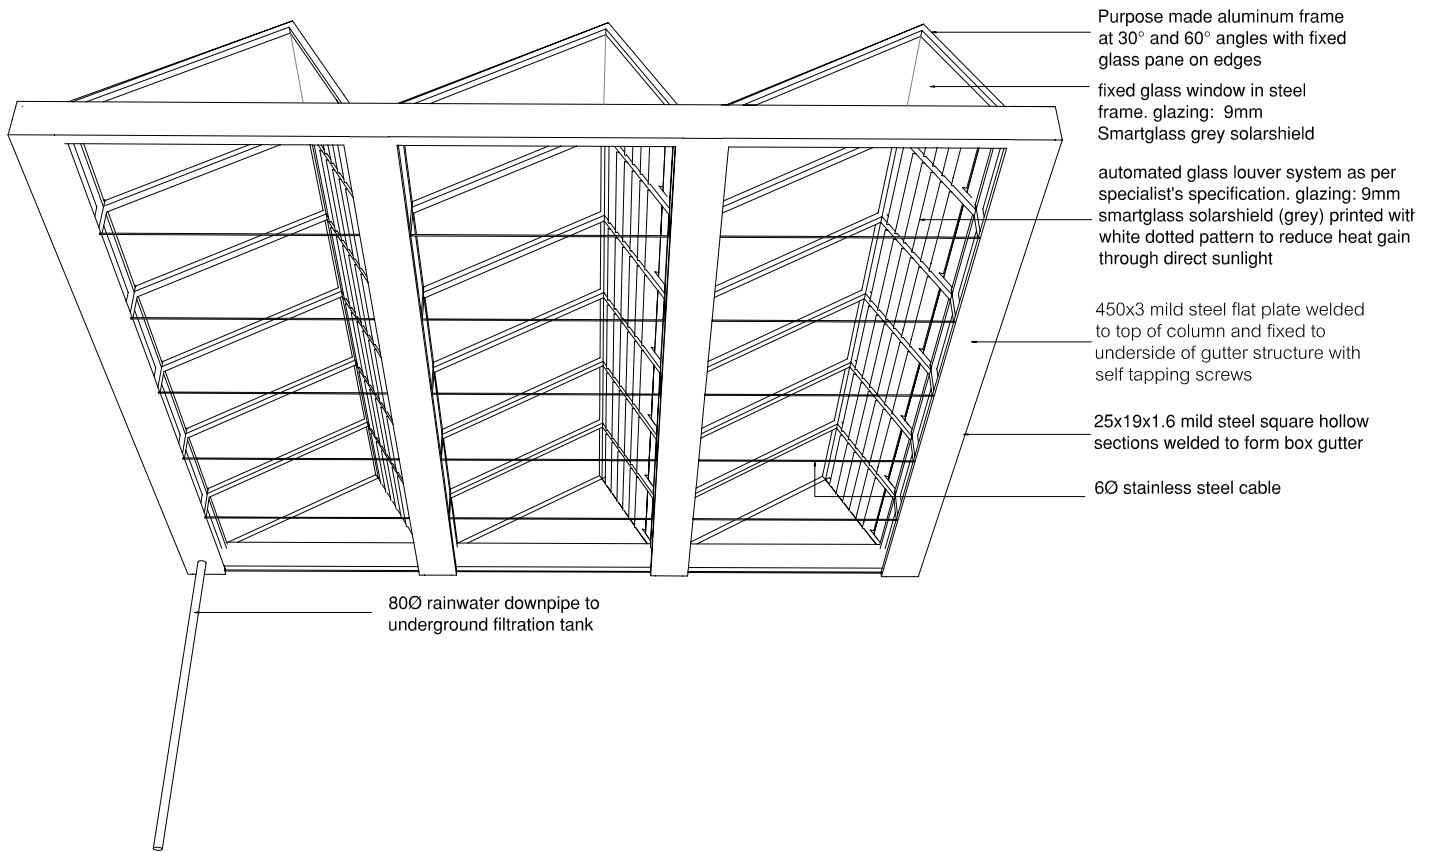 Purpose made aluminum frame
at 30° and 60° angles with fixed
glass pane on edges
fixed glass window in steel
frame. glazing: 9mm
Smartglass grey solarshield
automated glass louver system as per
specialist's specification. glazing: 9mm
smartglass solarshield (grey) printed with
white dotted pattern to reduce heat gain
through direct sunlight
450x3 mild steel flat plate welded
to top of column and fixed to
underside of gutter structure with
self tapping screws
25x19x1.6 mild steel square hollow
sections welded to form box gutter
6Ø stainless steel cable
80Ø rainwater downpipe to
underground filtration tank